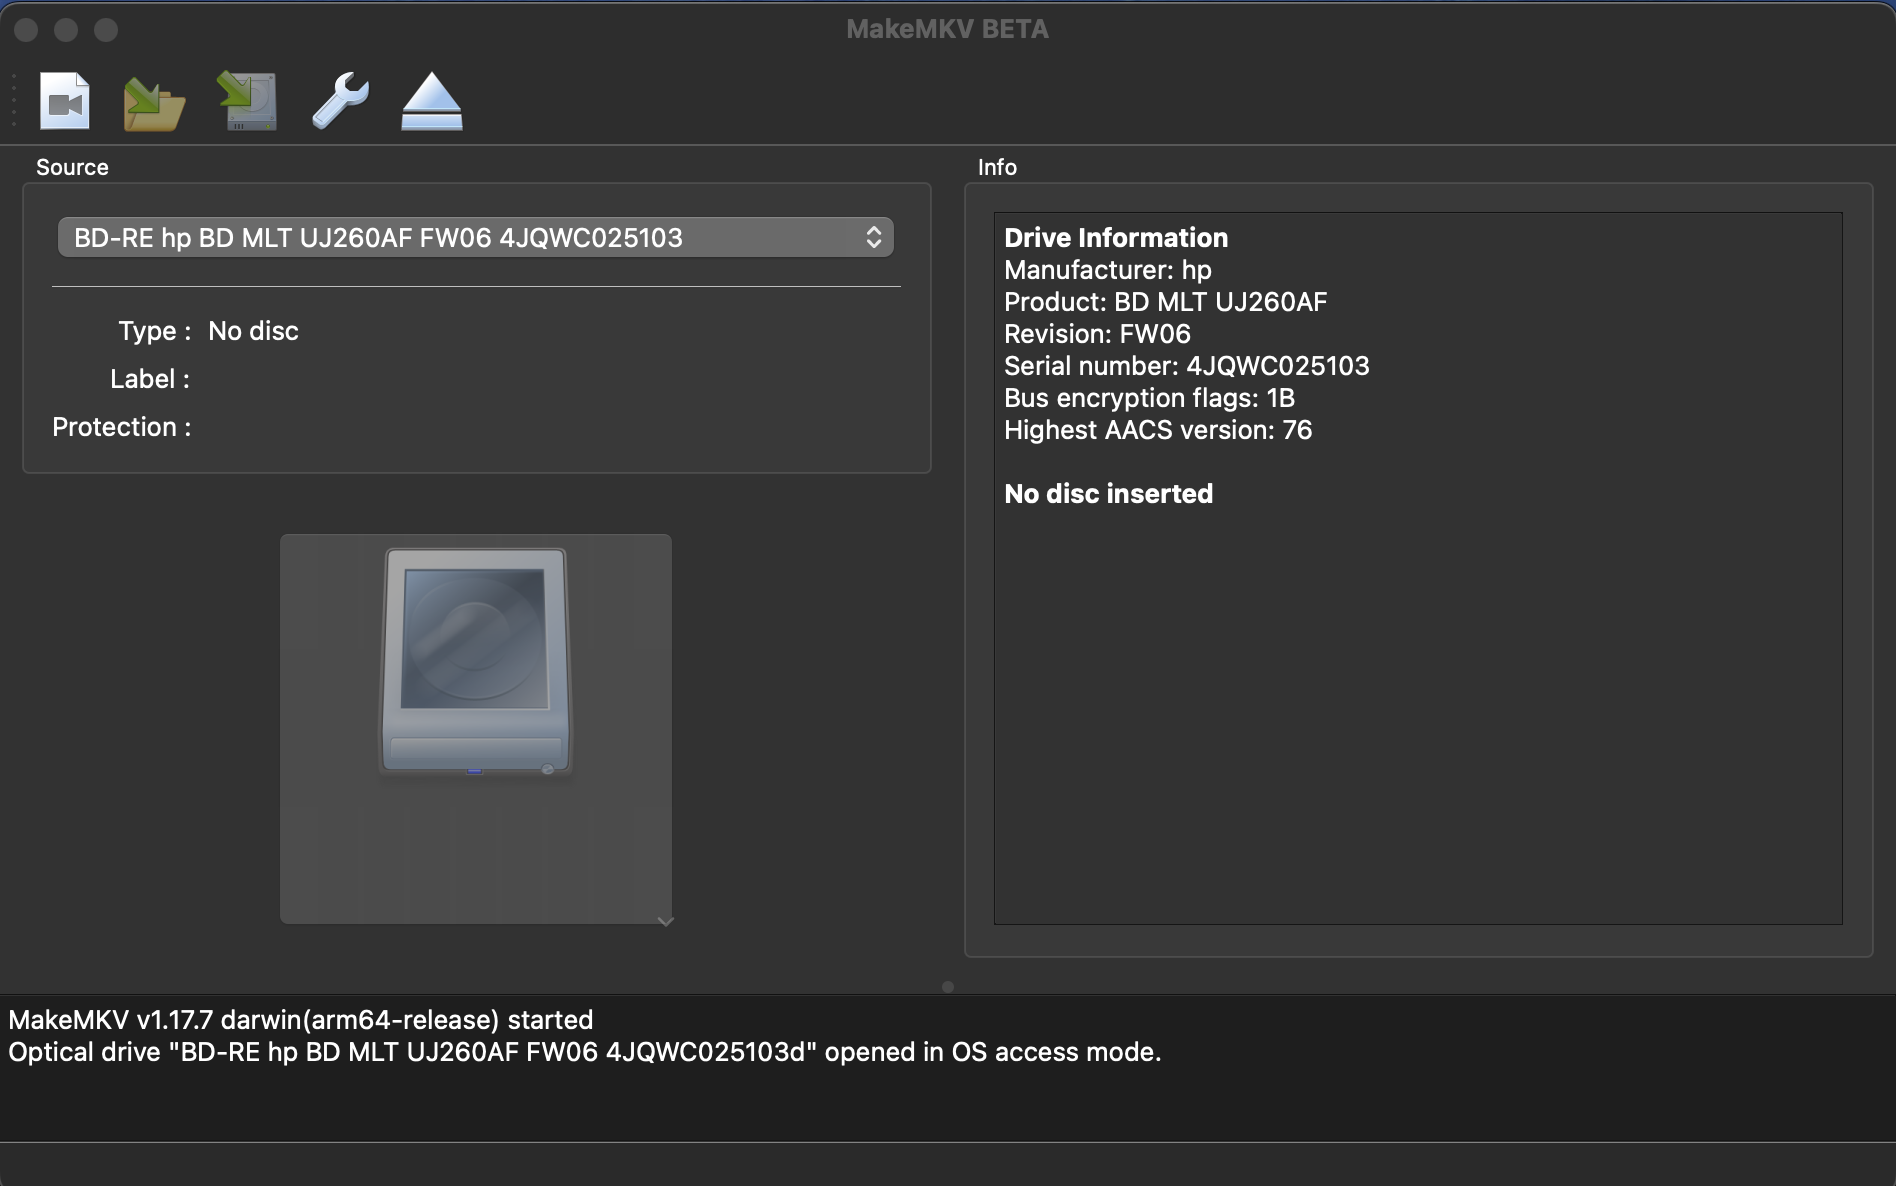 MakeMKV BETA
Source
BD-RE hp BD MLT UJ260AF FW06 4JQWC025103
Type : No disc
Label :
Protection :
Info
Drive Information
Manufacturer: hp
Product: BD MLT UJ260AF
Revision: FW06
Serial number: 4JQWC025103
Bus encryption flags: 1B
Highest AACS version: 76
No disc inserted
MakeMKV v1.17.7 darwin(arm64-release) started
Optical drive "BD-RE hp BD MLT UJ260AF FW06 4JQWC025103d" opened in OS access mode.